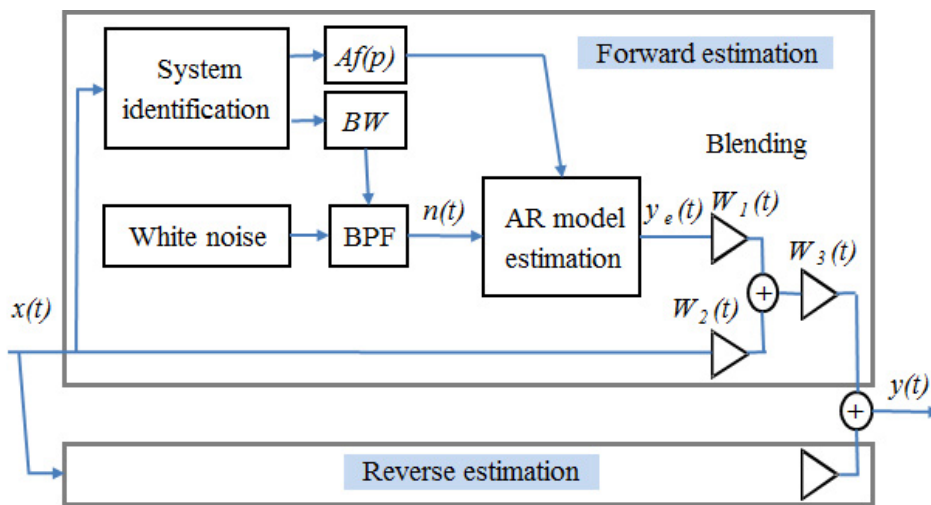 Forward estimation
System
identification
Af(p)
BW
Blending
White noise
BPF
n(t)
AR model
estimation
y e (t)
W 1 (t)
W 3 (t)
x(t)
W 2 (t)
+
y(t)
+
Reverse estimation